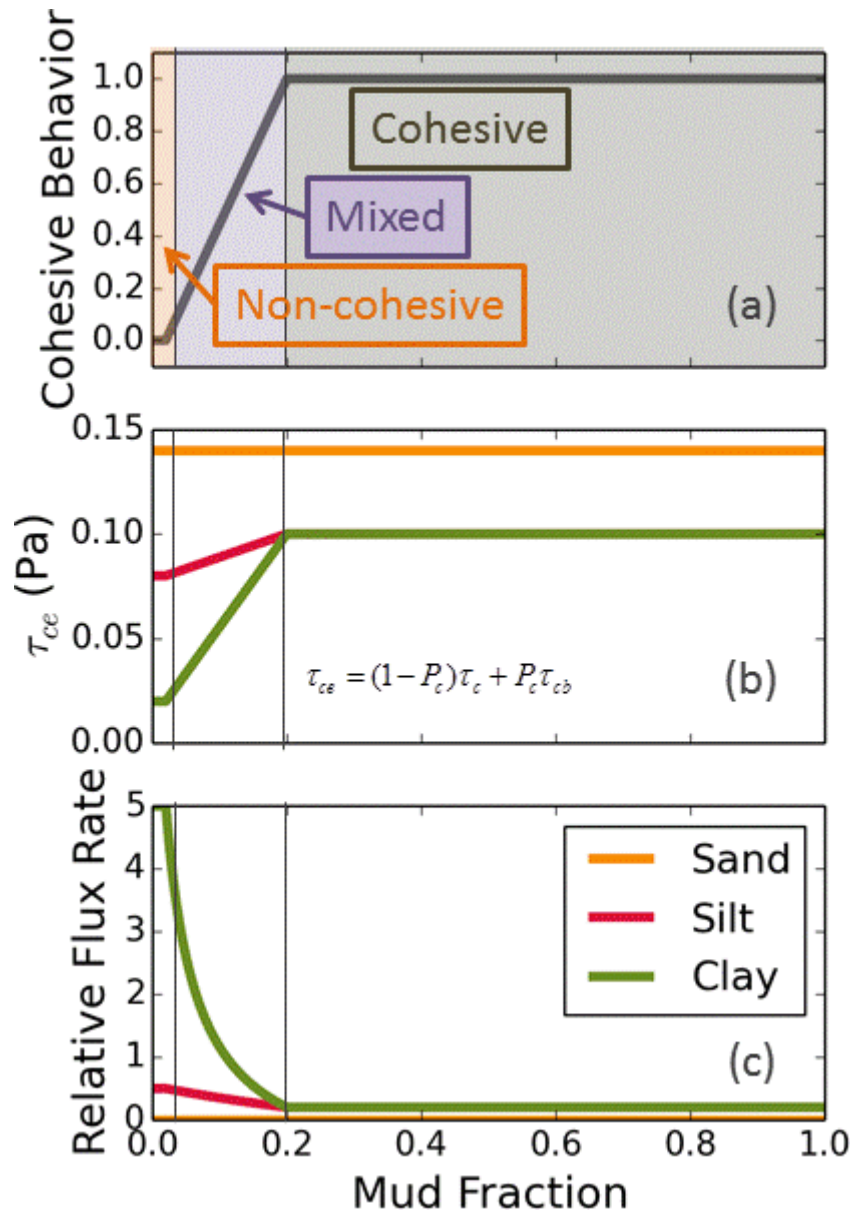 Cohesive Behavior
1.0
0.8
0.6
0.4
0.2
0.0
Cohesive
Mixed
Non-cohesive
(a)
τce (Pa)
0.15
0.10
0.05
0.00
τce = (1−Pc)τc + Pcτcb
(b)
Relative Flux Rate
5
4
3
2
1
0
Sand
Silt
Clay
(c)
0.0 0.2 0.4 0.6 0.8 1.0
Mud Fraction